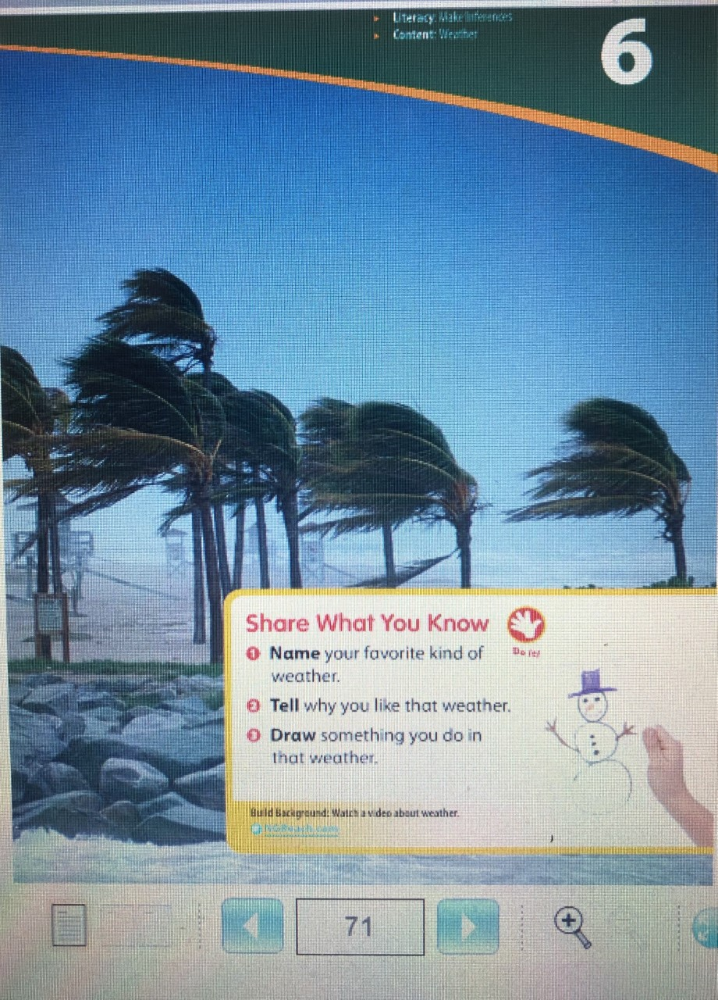 Literacy: Make Inferences
Content: Weather
6
Share What You Know
Do It!
1 Name your favorite kind of
weather.
2 Tell why you like that weather.
3 Draw something you do in
that weather.
Build Background: Watch a video about weather.
NGReach.com
71